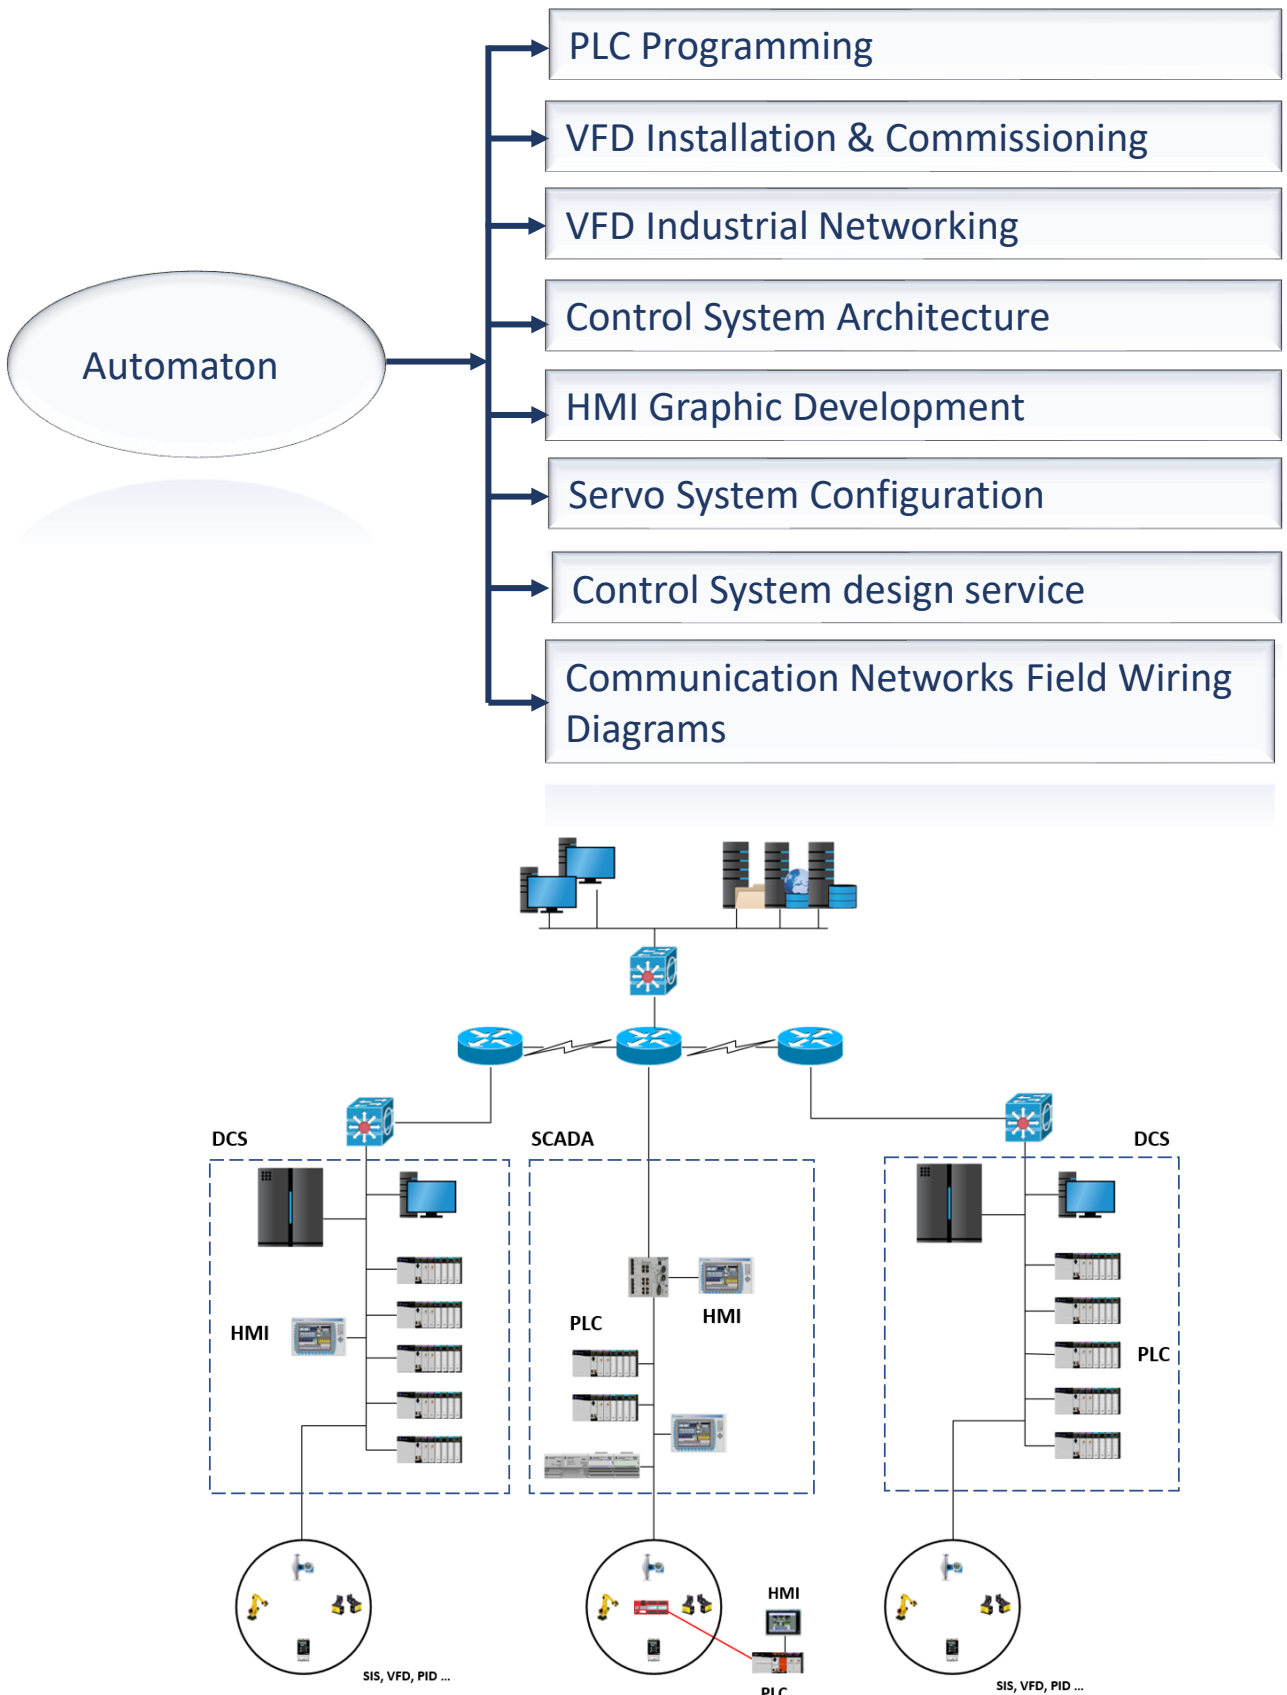 PLC Programming
VFD Installation & Commissioning
VFD Industrial Networking
Control System Architecture
Automaton
HMI Graphic Development
Servo System Configuration
Control System design service
Communication Networks Field Wiring
Diagrams
DCS
SCADA
DCS
HMI
PLC
HMI
PLC
HMI
SIS, VFD, PID ...
PLC
SIS, VFD, PID ...